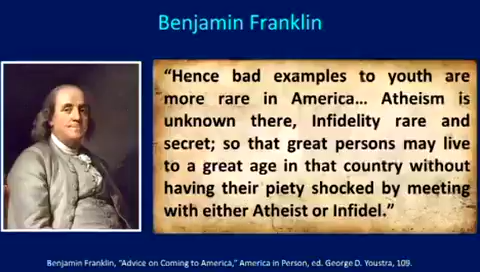 Benjamin Franklin
“Hence bad examples to youth are
more rare in America… Atheism is
unknown there, Infidelity rare and
secret; so that great persons may live
to a great age in that country without
having their piety shocked by meeting
with either Atheist or Infidel.”
Benjamin Franklin, “Advice on Coming to America,” America in Person, ed. George D. Youstra, 109.